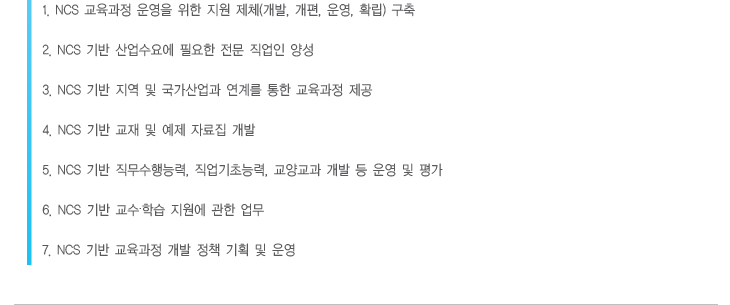 1. NCS 교육과정 운영을 위한 지원 제체(개발, 개편, 운영, 확립) 구축
2. NCS 기반 산업수요에 필요한 전문 직업인 양성
3. NCS 기반 지역 및 국가산업과 연계를 통한 교육과정 제공
4. NCS 기반 교재 및 예제 자료집 개발
5. NCS 기반 직무수행능력, 직업기초능력, 교양교과 개발 등 운영 및 평가
6. NCS 기반 교수·학습 지원에 관한 업무
7. NCS 기반 교육과정 개발 정책 기획 및 운영